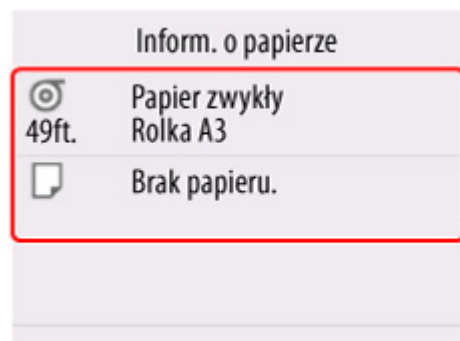 Inform. o papierze
Papier zwykły
49ft. Rolka A3
Brak papieru.